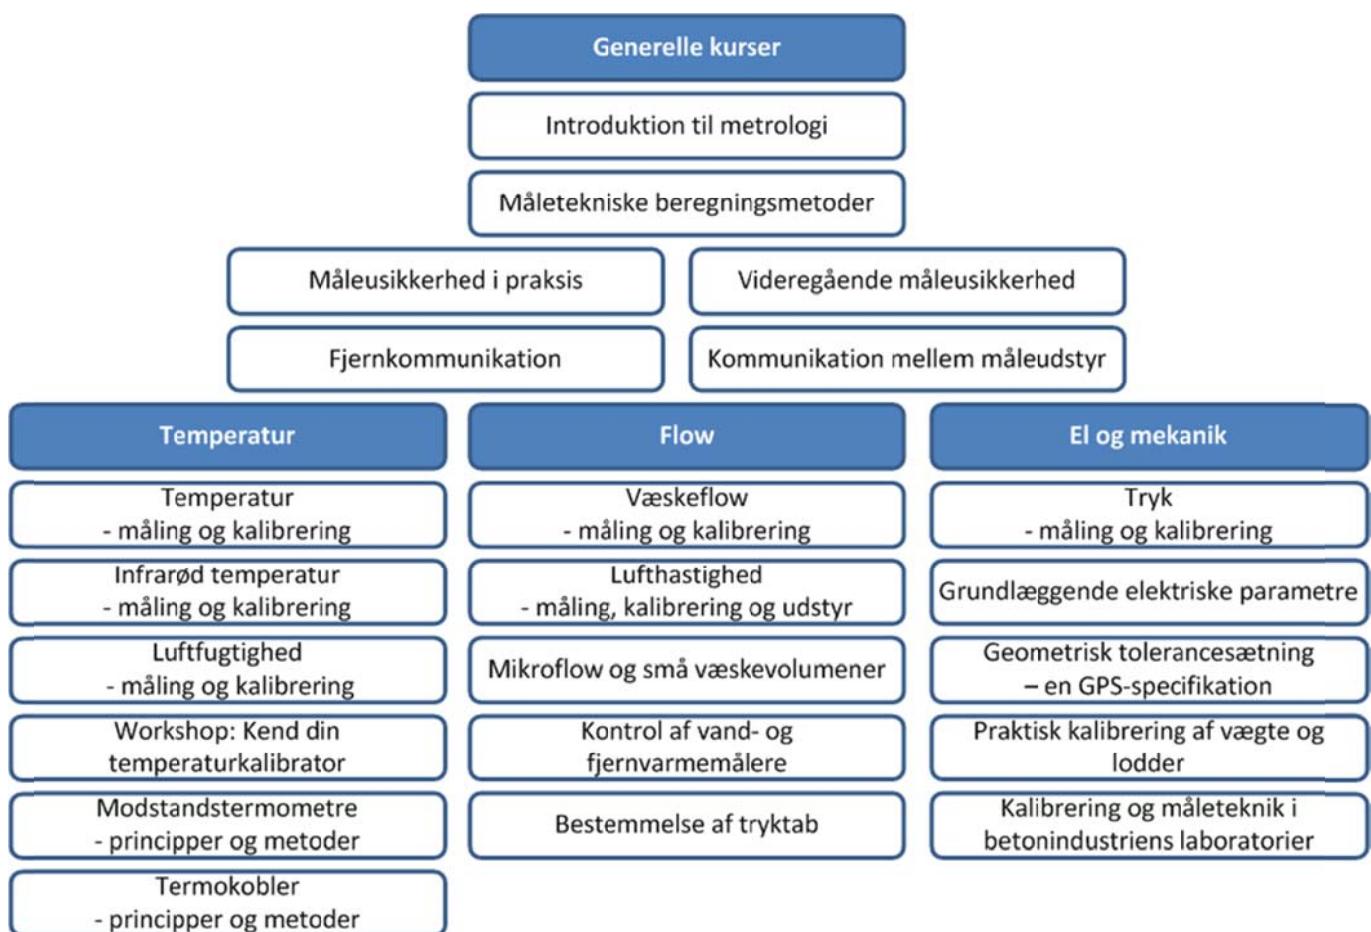 Generelle kurser
Introduktion til metrologi
Måletekniske beregningsmetoder
Måleusikkerhed i praksis
Videregående måleusikkerhed
Fjernkommunikation
Kommunikation mellem måleudstyr
Temperatur
Temperatur
- måling og kalibrering
Infrarød temperatur
- måling og kalibrering
Luftfugtighed
- måling og kalibrering
Workshop: Kend din
temperaturkalibrator
Modstandstermometre
- principper og metoder
Termokobler
- principper og metoder
Flow
Væskeflow
- måling og kalibrering
Lufthastighed
- måling, kalibrering og udstyr
Mikroflow og små væskevolumener
Kontrol af vand- og
fjernvarmemålere
Bestemmelse af tryktab
El og mekanik
Tryk
- måling og kalibrering
Grundlæggende elektriske parametre
Geometrisk tolerancesætning
– en GPS-specifikation
Praktisk kalibrering af vægte og
lodder
Kalibrering og måleteknik i
betonindustriens laboratorier